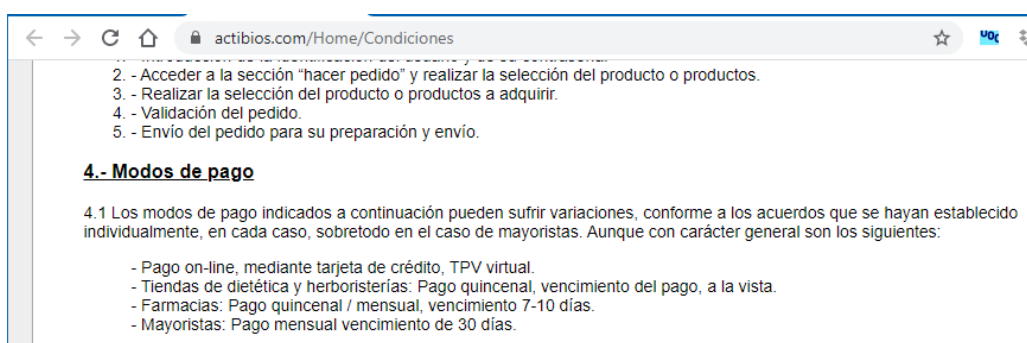 actibios.com/Home/Condiciones
UOC
2. - Acceder a la sección “hacer pedido” y realizar la selección del producto o productos.
3. - Realizar la selección del producto o productos a adquirir.
4. - Validación del pedido.
5. - Envío del pedido para su preparación y envío.
4.- Modos de pago
4.1 Los modos de pago indicados a continuación pueden sufrir variaciones, conforme a los acuerdos que se hayan establecido
individualmente, en cada caso, sobretodo en el caso de mayoristas. Aunque con carácter general son los siguientes:
- Pago on-line, mediante tarjeta de crédito, TPV virtual.
- Tiendas de dietética y herboristerías: Pago quincenal, vencimiento del pago, a la vista.
- Farmacias: Pago quincenal / mensual, vencimiento 7-10 días.
- Mayoristas: Pago mensual vencimiento de 30 días.